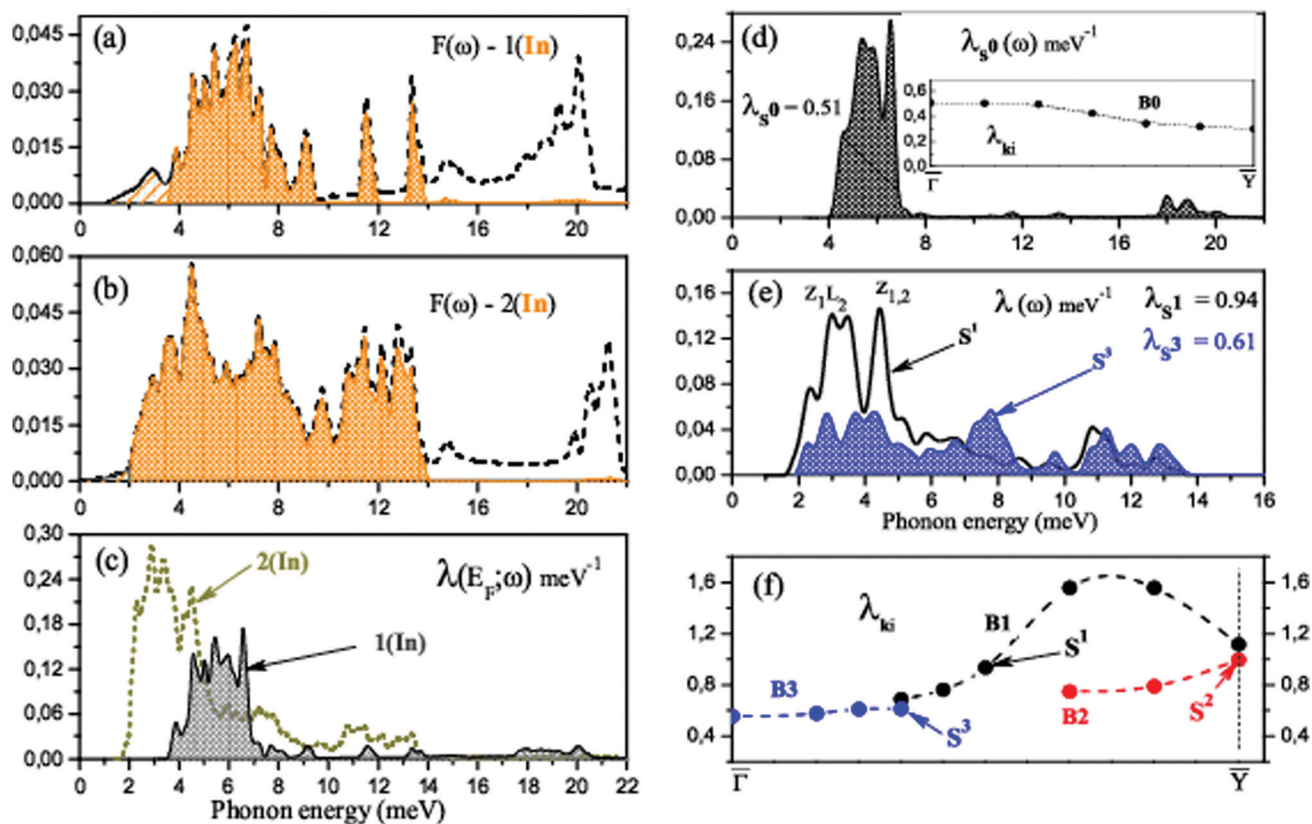 (a)
F(ω) - 1(In)
0,045
0,030
0,015
0,000
0 4 8 12 16 20
(b)
F(ω) - 2(In)
0,060
0,045
0,030
0,015
0,000
0 4 8 12 16 20
(c)
2(In)
λ(E_F;ω) meV⁻¹
1(In)
0,30
0,24
0,18
0,12
0,06
0,00
0 2 4 6 8 10 12 14 16 18 20 22
Phonon energy (meV)
(d)
λ_S0(ω) meV⁻¹
λ_S0 = 0.51
0,24
0,16
0,08
0,00
0 4 8 12 16 20
B0
λ_ki
0,6
0,4
0,2
0,0
Γ̅ Y̅
(e)
Z₁L₂
Z₁,₂
λ (ω) meV⁻¹
λ_S1 = 0.94
λ_S3 = 0.61
S¹
S³
0,16
0,12
0,08
0,04
0,00
0 2 4 6 8 10 12 14 16
Phonon energy (meV)
(f)
λ_ki
B1
S¹
B3
S³
B2
S²
1,6
1,2
0,8
0,4
1,6
1,2
0,8
0,4
Γ̅ Y̅